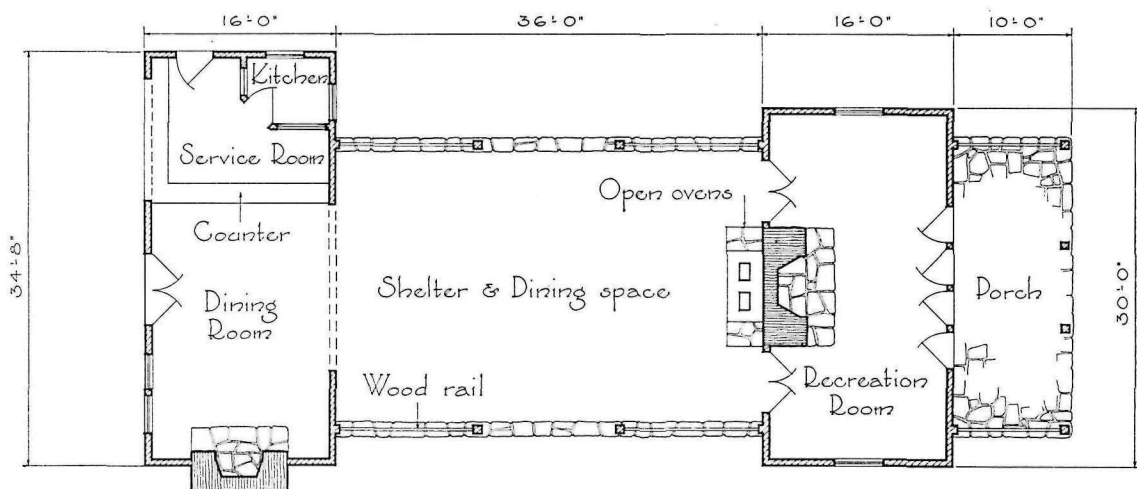 16'-0"
36'-0"
16'-0"
10'-0"
Kitchen
Service Room
Open ovens
Counter
34'-8"
Shelter & Dining space
Dining
Room
Porch
30'-0"
Wood rail
Recreation
Room